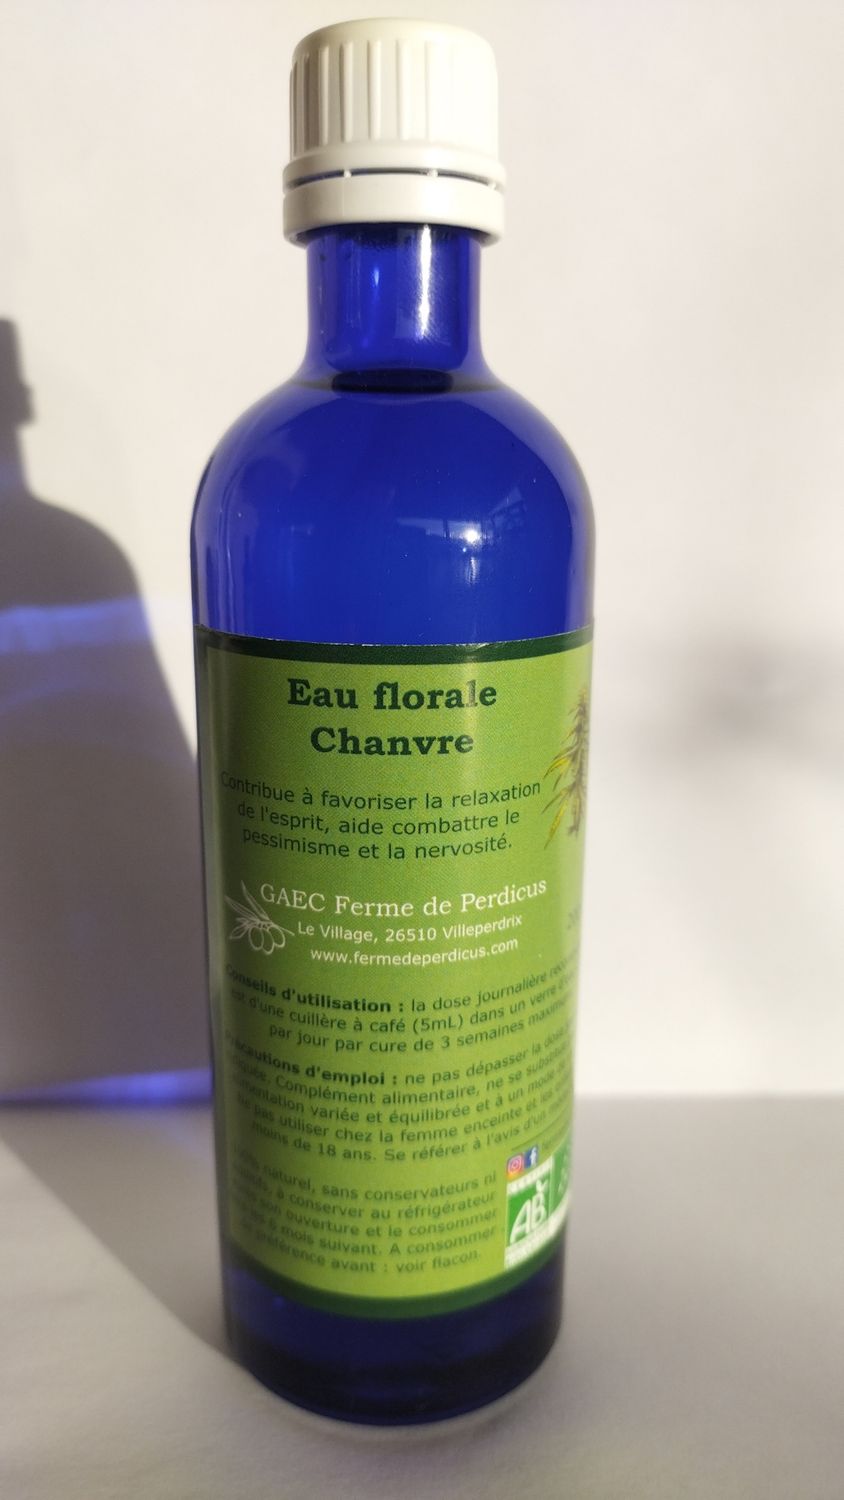 Eau florale
Chanvre
Contribue à favoriser la relaxation
de l'esprit, aide combattre le
pessimisme et la nervosité.
GAEC Ferme de Perdicus
Le Village, 26510 Villeperdrix
www.fermedeperdicus.com
Conseils d'utilisation : la dose journalière
est d'une cuillère à café (5mL) dans un verre
par jour par cure de 3 semaines
Précautions d'emploi : ne pas dépasser la dose
Complément alimentaire, ne se substitue
variée et équilibrée et à un mode
ne pas utiliser chez la femme enceinte et les
moins de 18 ans. Se référer à l'avis d'un
100% naturel, sans conservateurs ni
à conserver au réfrigérateur
son ouverture et le consommer
les 6 mois suivant. A consommer
préférence avant : voir flacon.
AB